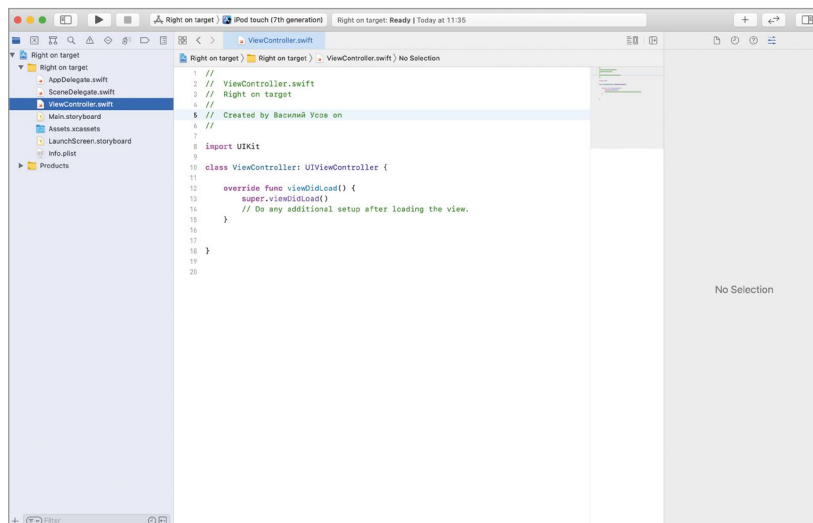 Right on target 〉 iPod touch (7th generation)
Right on target: Ready | Today at 11:35
ViewController.swift
Right on target
Right on target
AppDelegate.swift
SceneDelegate.swift
ViewController.swift
Main.storyboard
Assets.xcassets
LaunchScreen.storyboard
Info.plist
Products
Filter
Right on target 〉 Right on target 〉 ViewController.swift 〉 No Selection
1 //
2 //  ViewController.swift
3 //  Right on target
4 //
5 //  Created by Василий Усов on
6 //
7
8 import UIKit
9
10 class ViewController: UIViewController {
11
12     override func viewDidLoad() {
13         super.viewDidLoad()
14         // Do any additional setup after loading the view.
15     }
16
17
18 }
19
20
No Selection